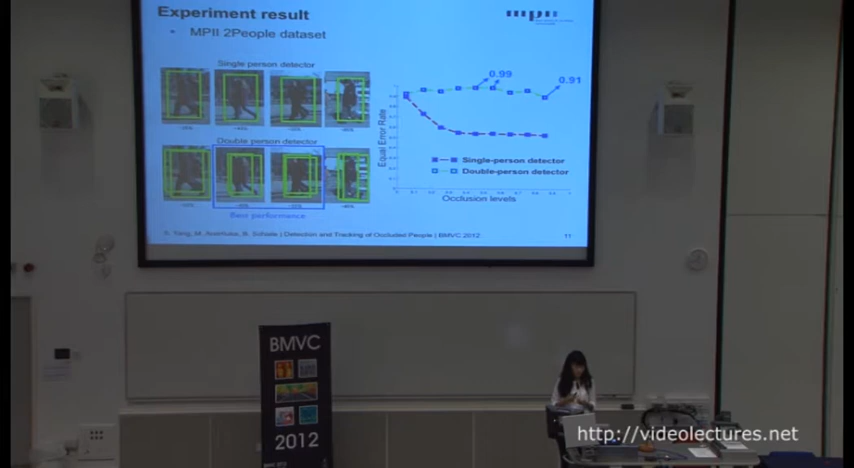 Experiment result
mpii
• MPII 2People dataset
Single person detector
Double person detector
Best performance
0.99
0.91
Equal Error Rate
Single-person detector
Double-person detector
Occlusion levels
S. Tang, M. Andriluka, B. Schiele | Detection and Tracking of Occluded People | BMVC 2012
11
BMVC
2012
http://videolectures.net